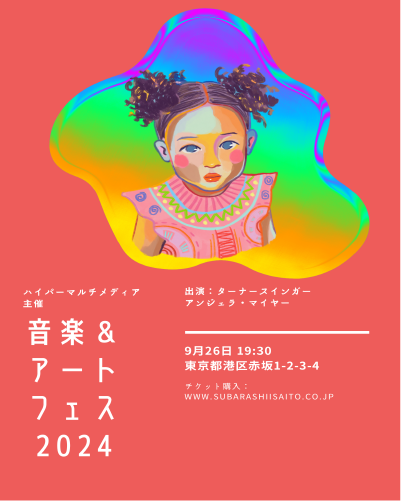 ハイパーマルチメディア
主催
音楽＆
アート
フェス
2024
出演：ターナースインガー
アンジェラ・マイヤー
9月26日 19:30
東京都港区赤坂1-2-3-4
チケット購入：
WWW.SUBARASHIISAITO.CO.JP